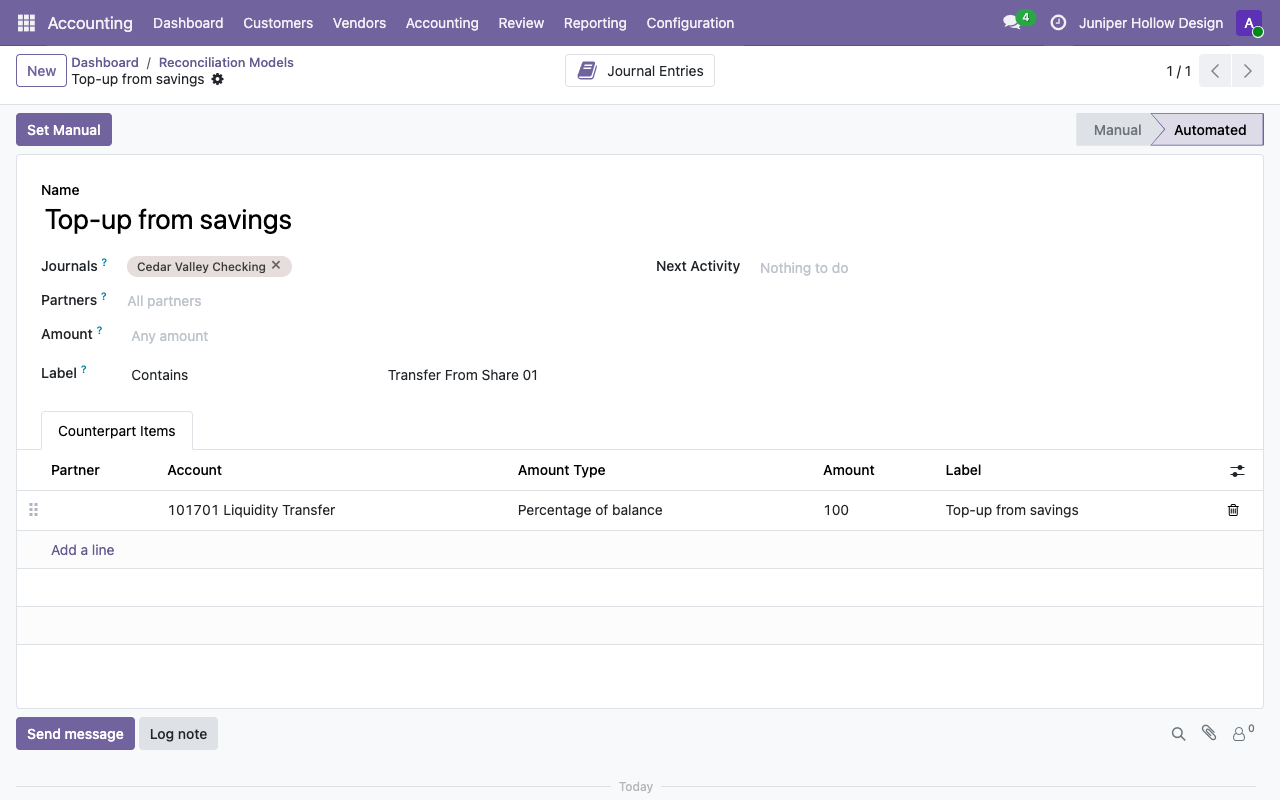 Accounting Dashboard Customers Vendors Accounting Review Reporting Configuration 4 Juniper Hollow Design A
New Dashboard / Reconciliation Models
Top-up from savings
Journal Entries
1 / 1
Set Manual
Manual Automated
Name
Top-up from savings
Journals ? Cedar Valley Checking ✕
Next Activity Nothing to do
Partners ? All partners
Amount ? Any amount
Label ? Contains Transfer From Share 01
Counterpart Items
Partner Account Amount Type Amount Label
101701 Liquidity Transfer Percentage of balance 100 Top-up from savings
Add a line
Send message Log note 0
Today